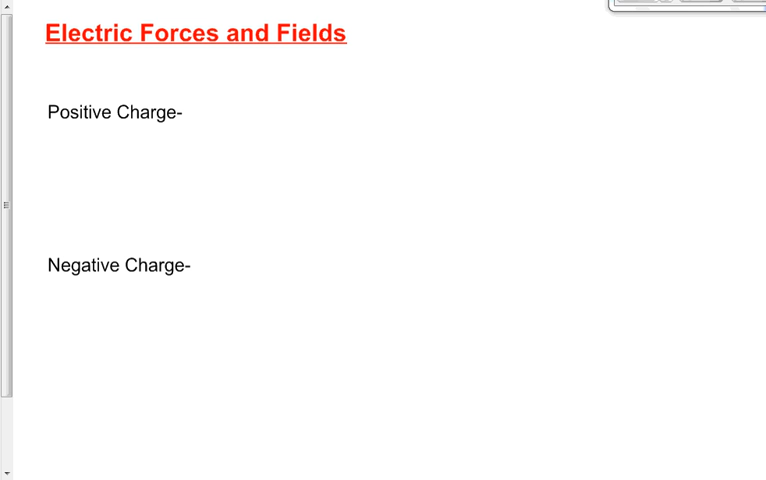 Electric Forces and Fields
Positive Charge-
Negative Charge-